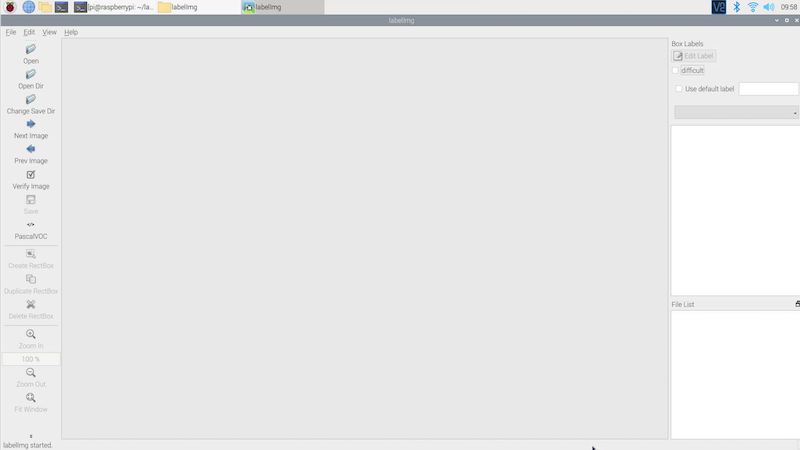 pi@raspberrypi: ~/la...
labelImg
labelImg
09:58
labelImg
File
Edit
View
Help
Open
Open Dir
Change Save Dir
Next Image
Prev Image
Verify Image
Save
PascalVOC
Create RectBox
Duplicate RectBox
Delete RectBox
Zoom In
100 %
Zoom Out
Fit Window
Box Labels
Edit Label
difficult
Use default label
File List
labelImg started.